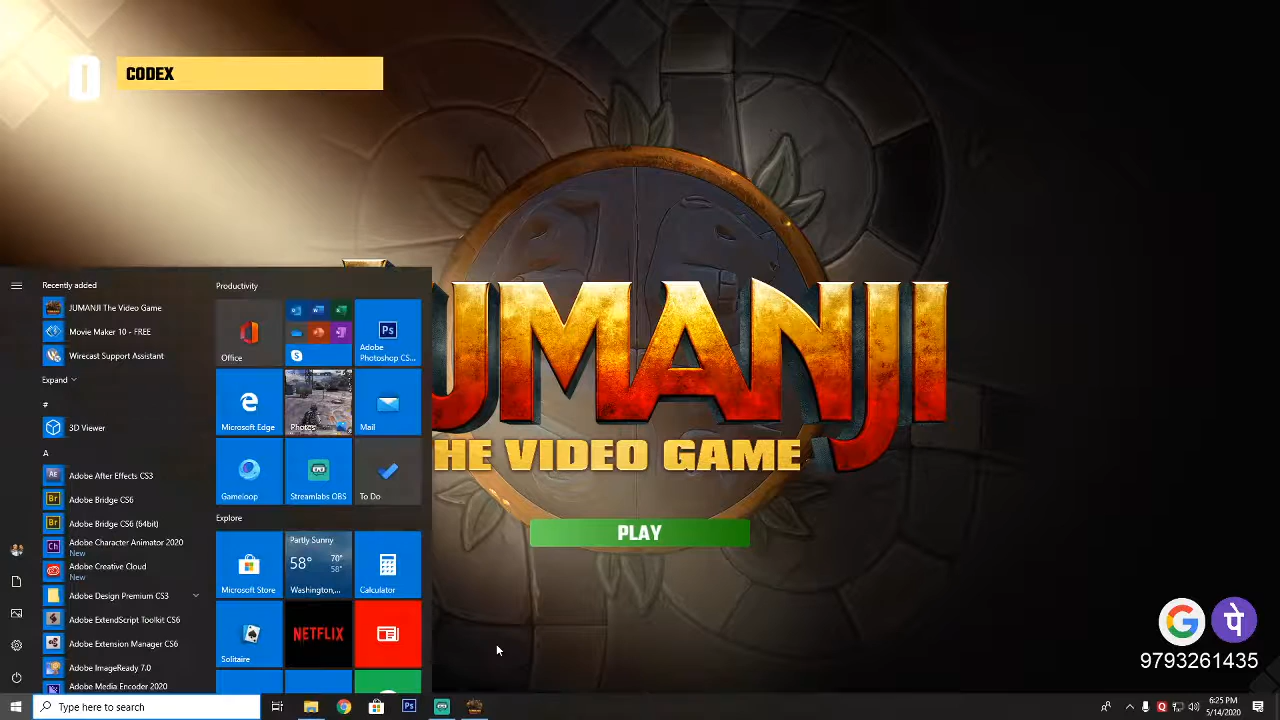 CODEX
JUMANJI
THE VIDEO GAME
PLAY
Recently added
JUMANJI The Video Game
Movie Maker 10 - FREE
Wirecast Support Assistant
Expand
#
3D Viewer
A
Adobe After Effects CS3
Adobe Bridge CS6
Adobe Bridge CS6 (64bit)
Adobe Character Animator 2020
New
Adobe Creative Cloud
New
Adobe Design Premium CS3
Adobe ExtendScript Toolkit CS6
Adobe Extension Manager CS6
Adobe ImageReady 7.0
Adobe Media Encoder 2020
Productivity
Office
Adobe
Photoshop CS...
Microsoft Edge
Photos
Mail
Gameloop
Streamlabs OBS
To Do
Explore
Microsoft Store
Partly Sunny
58°
70°
58°
Washington,...
Calculator
Solitaire
NETFLIX
पे
9793261435
Type here to search
6:25 PM
5/14/2020